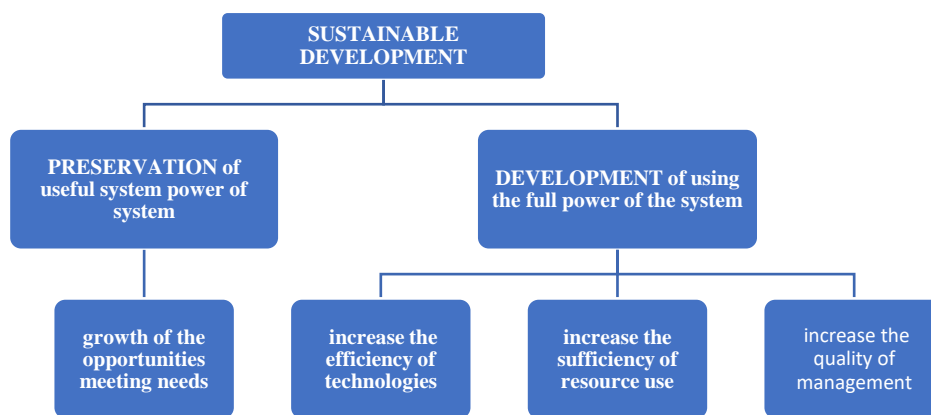 SUSTAINABLE
DEVELOPMENT
PRESERVATION of
useful system power of
system
DEVELOPMENT of using
the full power of the system
growth of the
opportunities
meeting needs
increase the
efficiency of
technologies
increase the
sufficiency of
resource use
increase the
quality of
management